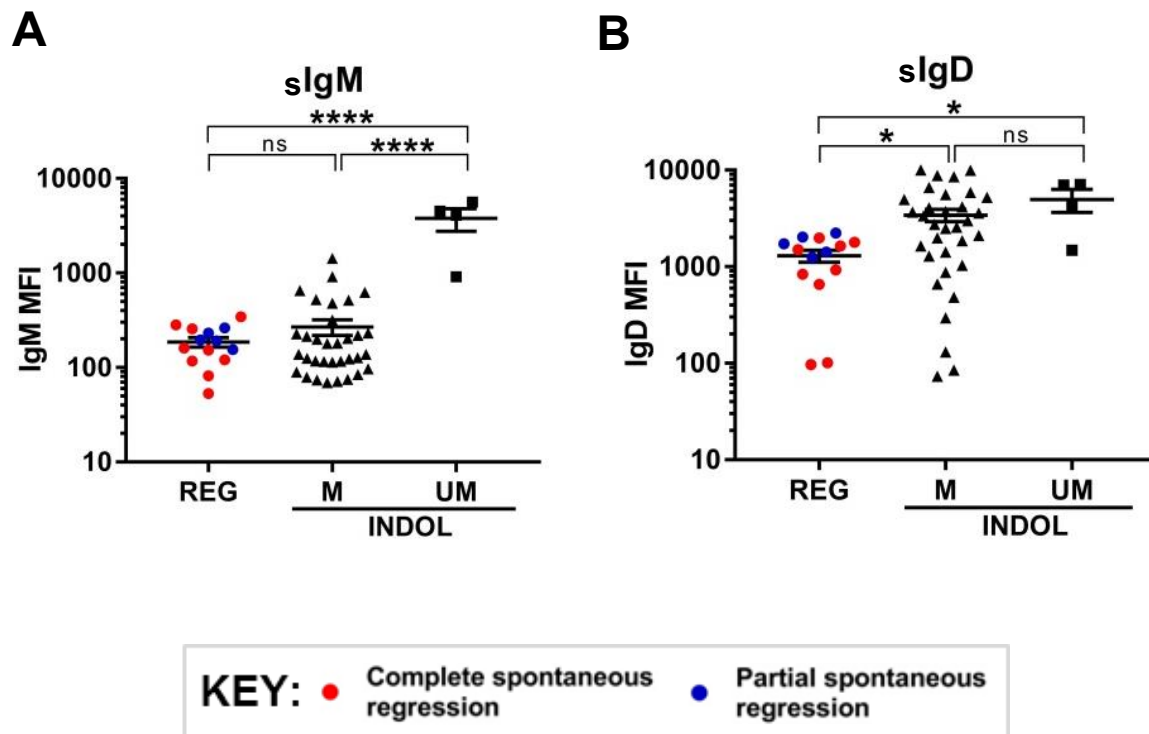 A
sIgM
****
ns
****
10000
1000
100
10
IgM MFI
REG
M
UM
INDOL
B
sIgD
*
*
ns
10000
1000
100
10
IgD MFI
REG
M
UM
INDOL
KEY:
Complete spontaneous
regression
Partial spontaneous
regression